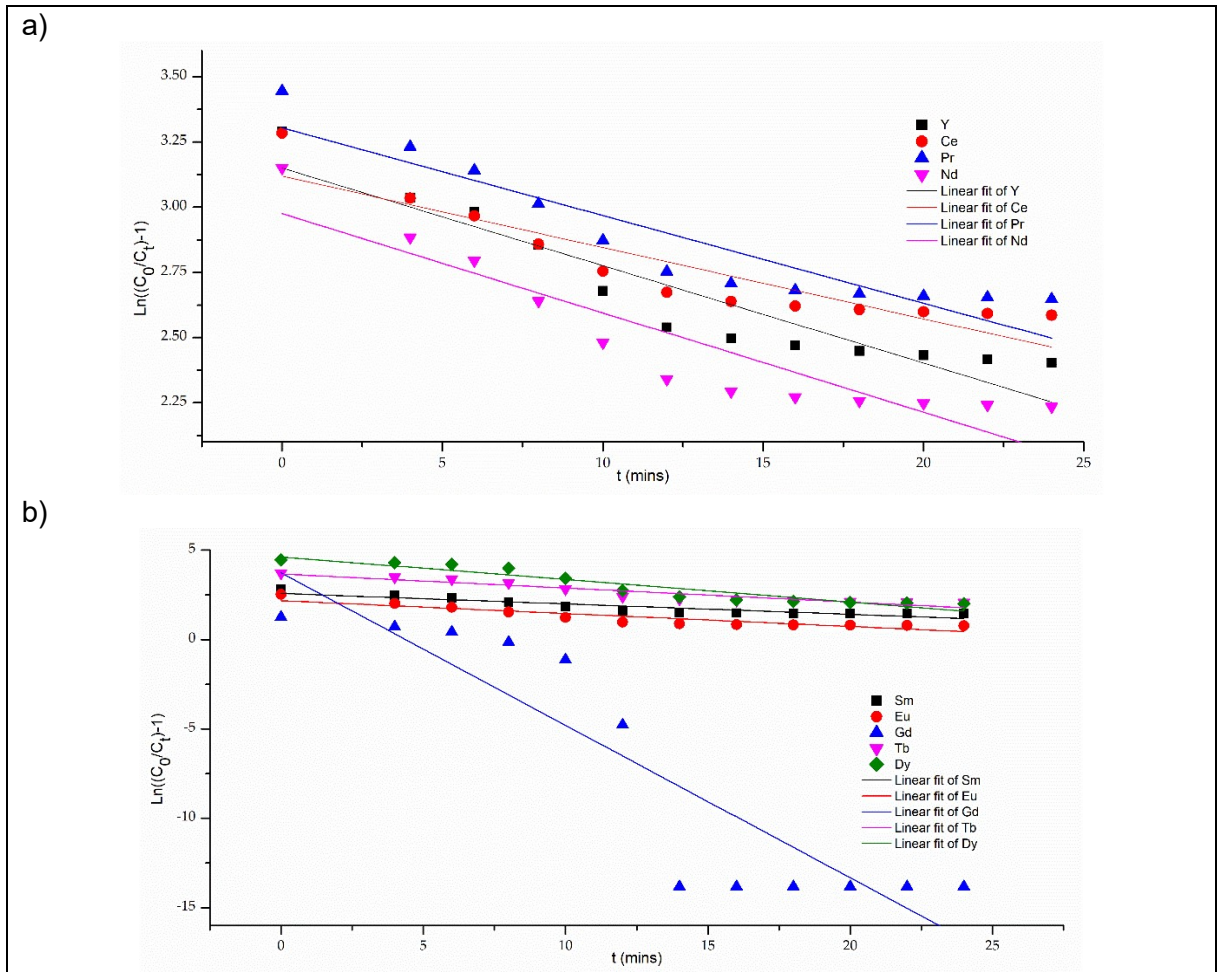 a)
3.50
3.25
3.00
2.75
2.50
2.25
Ln((C₀/Cₜ)-1)
Y
Ce
Pr
Nd
Linear fit of Y
Linear fit of Ce
Linear fit of Pr
Linear fit of Nd
0 5 10 15 20 25
t (mins)
b)
5
0
-5
-10
-15
Ln((C₀/Cₜ)-1)
Sm
Eu
Gd
Tb
Dy
Linear fit of Sm
Linear fit of Eu
Linear fit of Gd
Linear fit of Tb
Linear fit of Dy
0 5 10 15 20 25
t (mins)